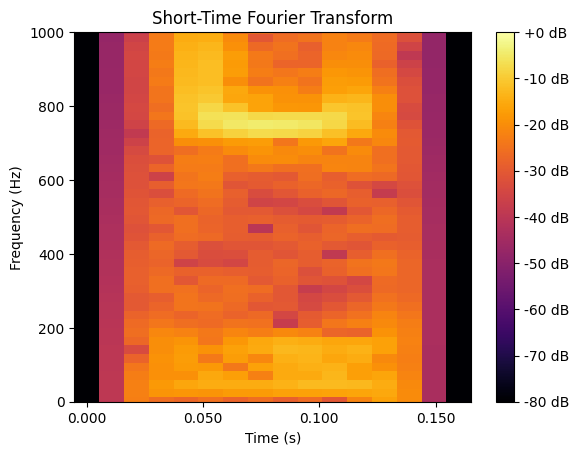 Short-Time Fourier Transform
1000
800
600
400
200
0
Frequency (Hz)
0.000
0.050
0.100
0.150
Time (s)
+0 dB
-10 dB
-20 dB
-30 dB
-40 dB
-50 dB
-60 dB
-70 dB
-80 dB